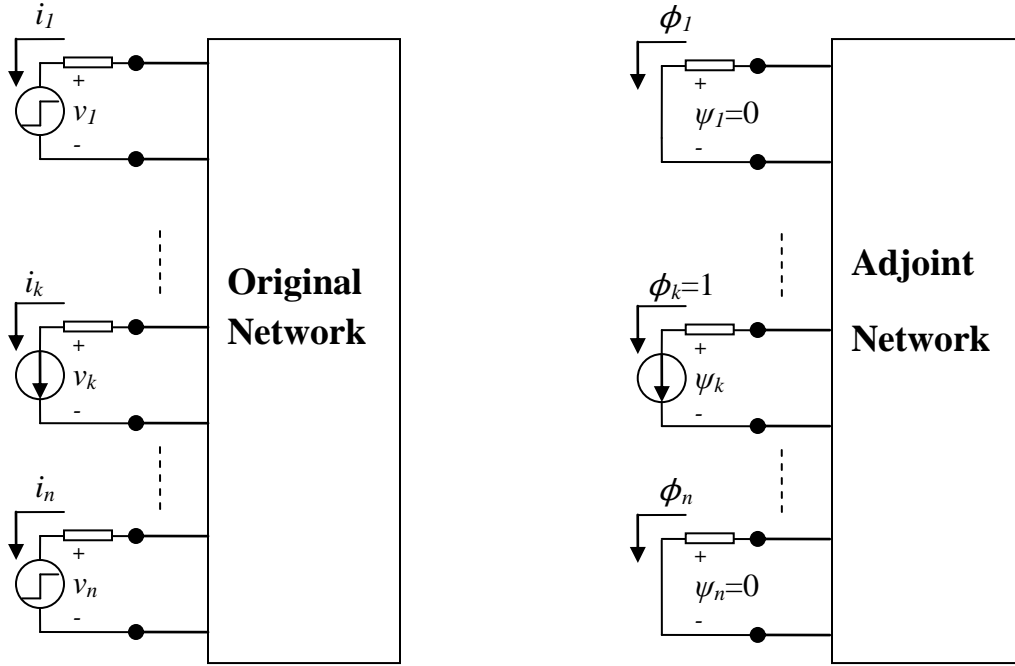 i₁
+
v₁
-
Original
Network
iₖ
+
vₖ
-
iₙ
+
vₙ
-
ϕ₁
+
ψ₁=0
-
Adjoint
Network
ϕₖ=1
+
ψₖ
-
ϕₙ
+
ψₙ=0
-